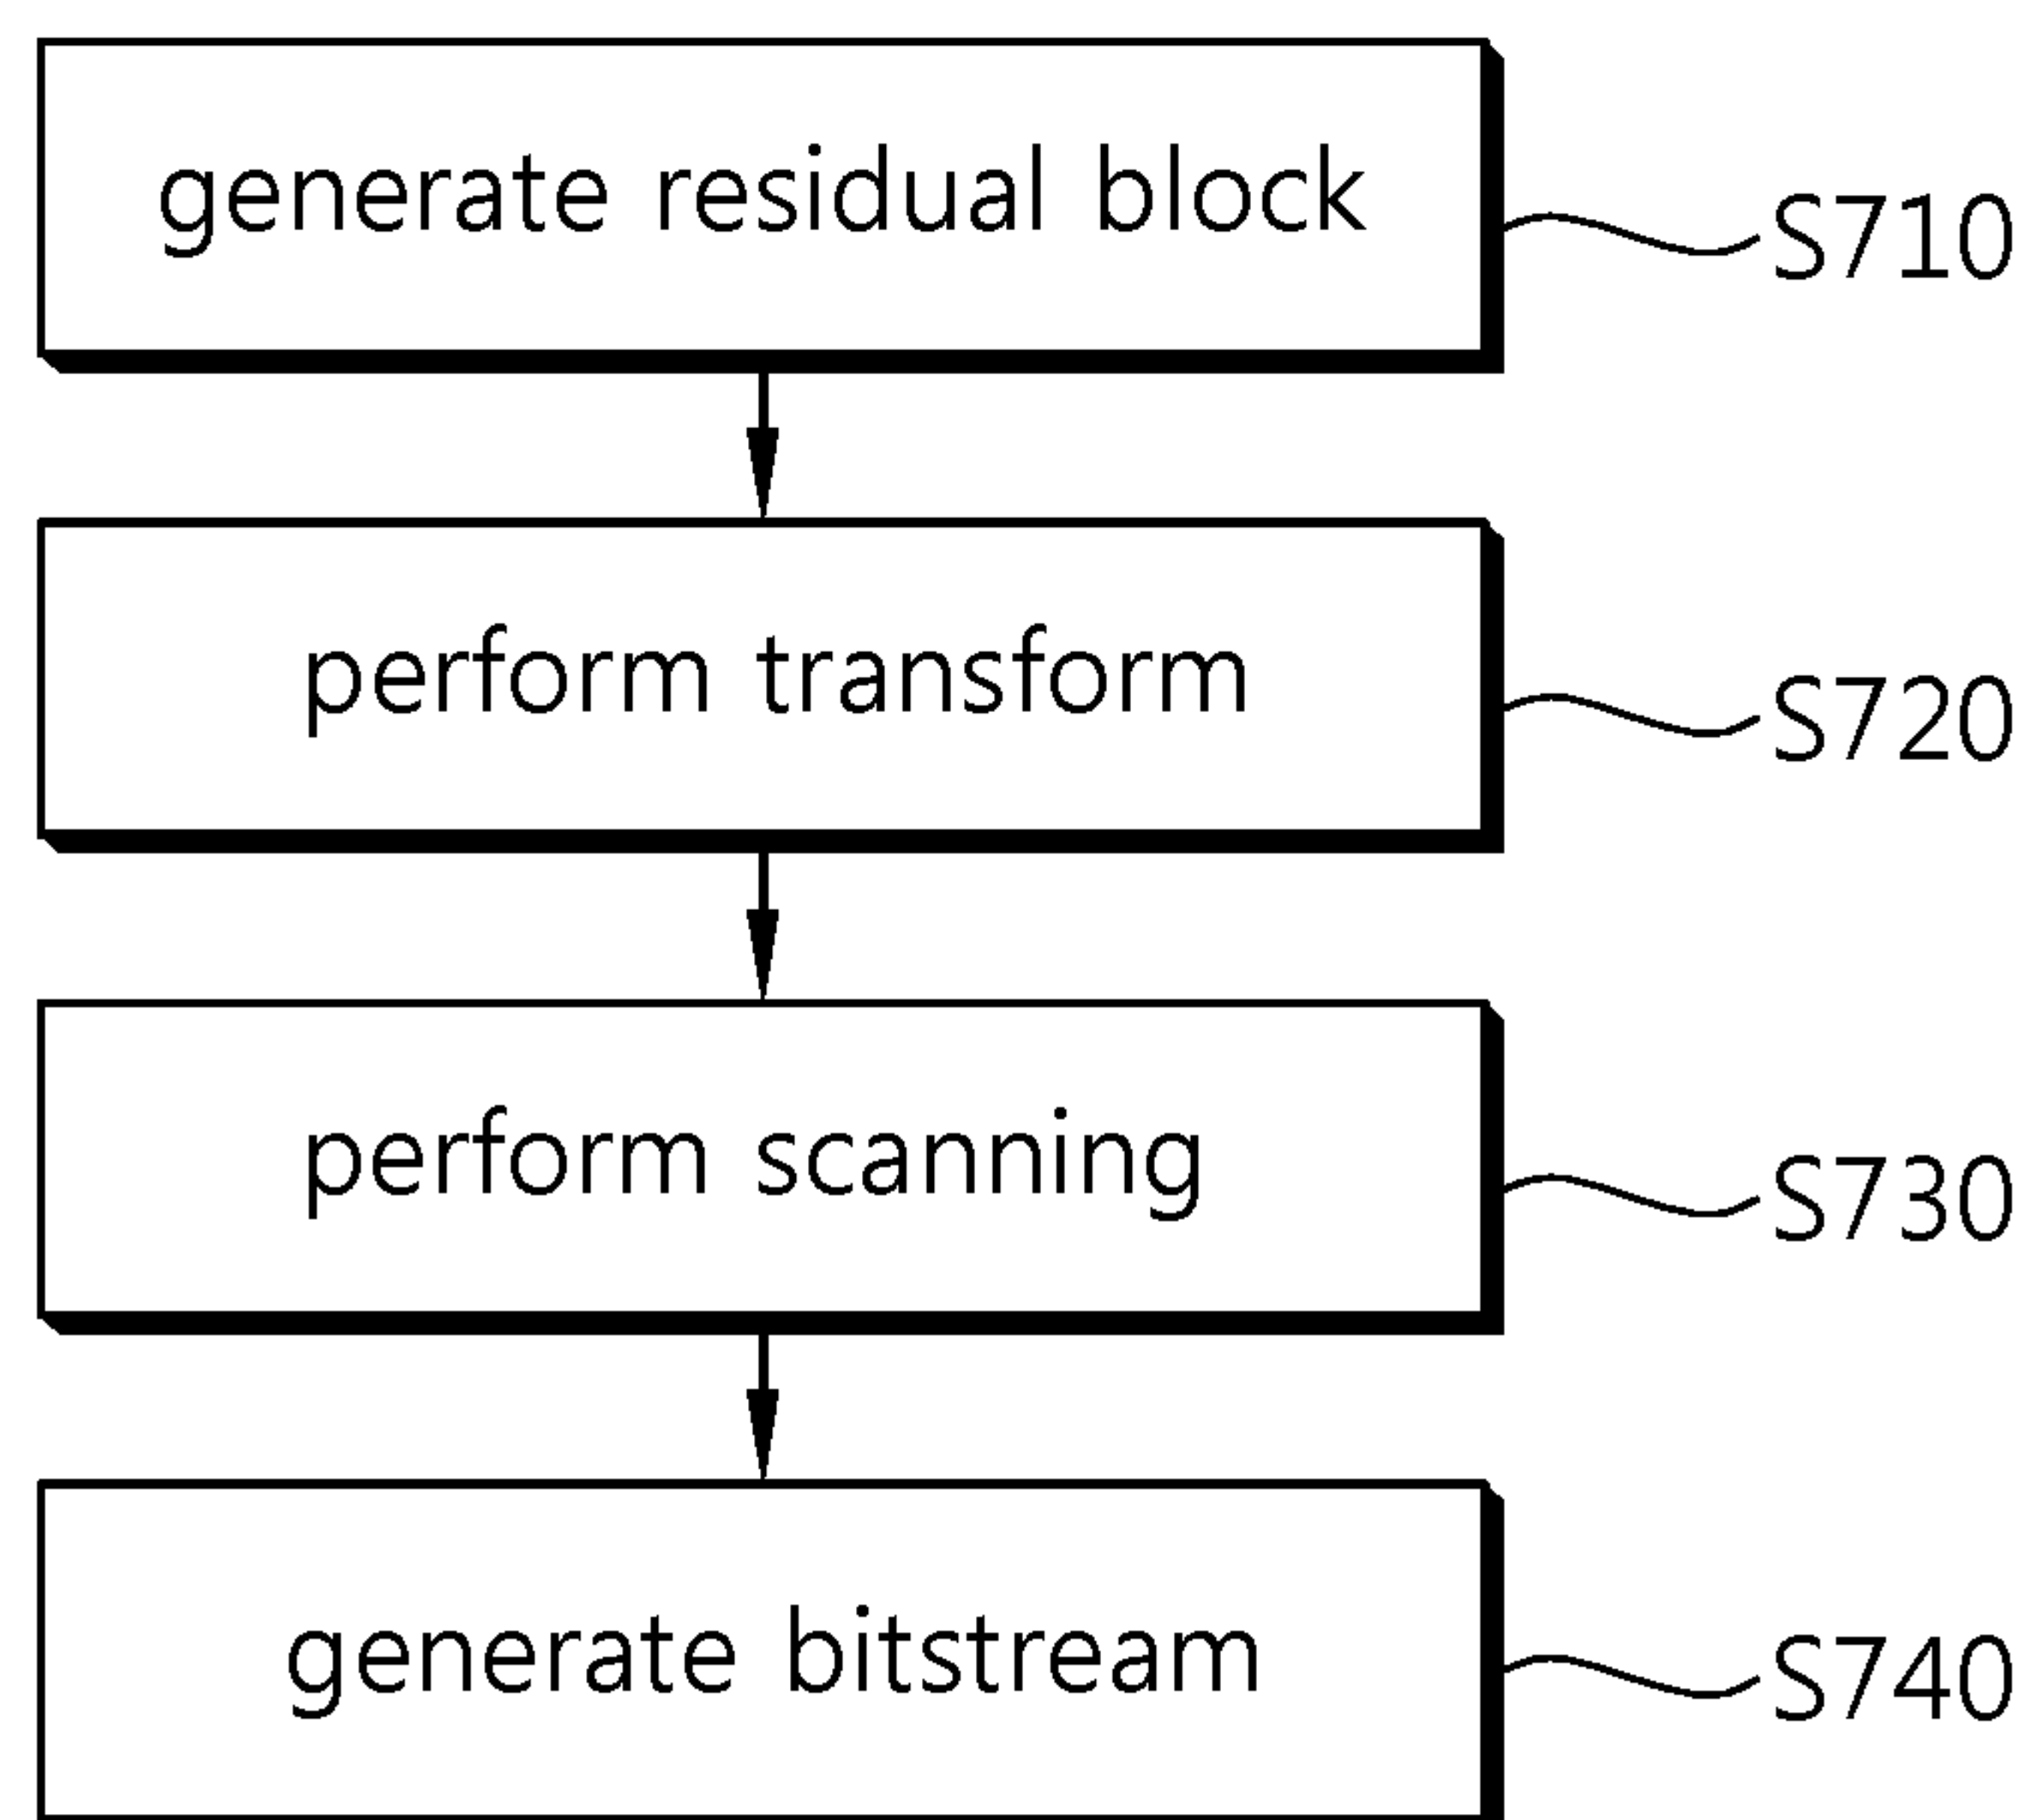 generate residual block
S710
perform transform
S720
perform scanning
S730
generate bitstream
S740